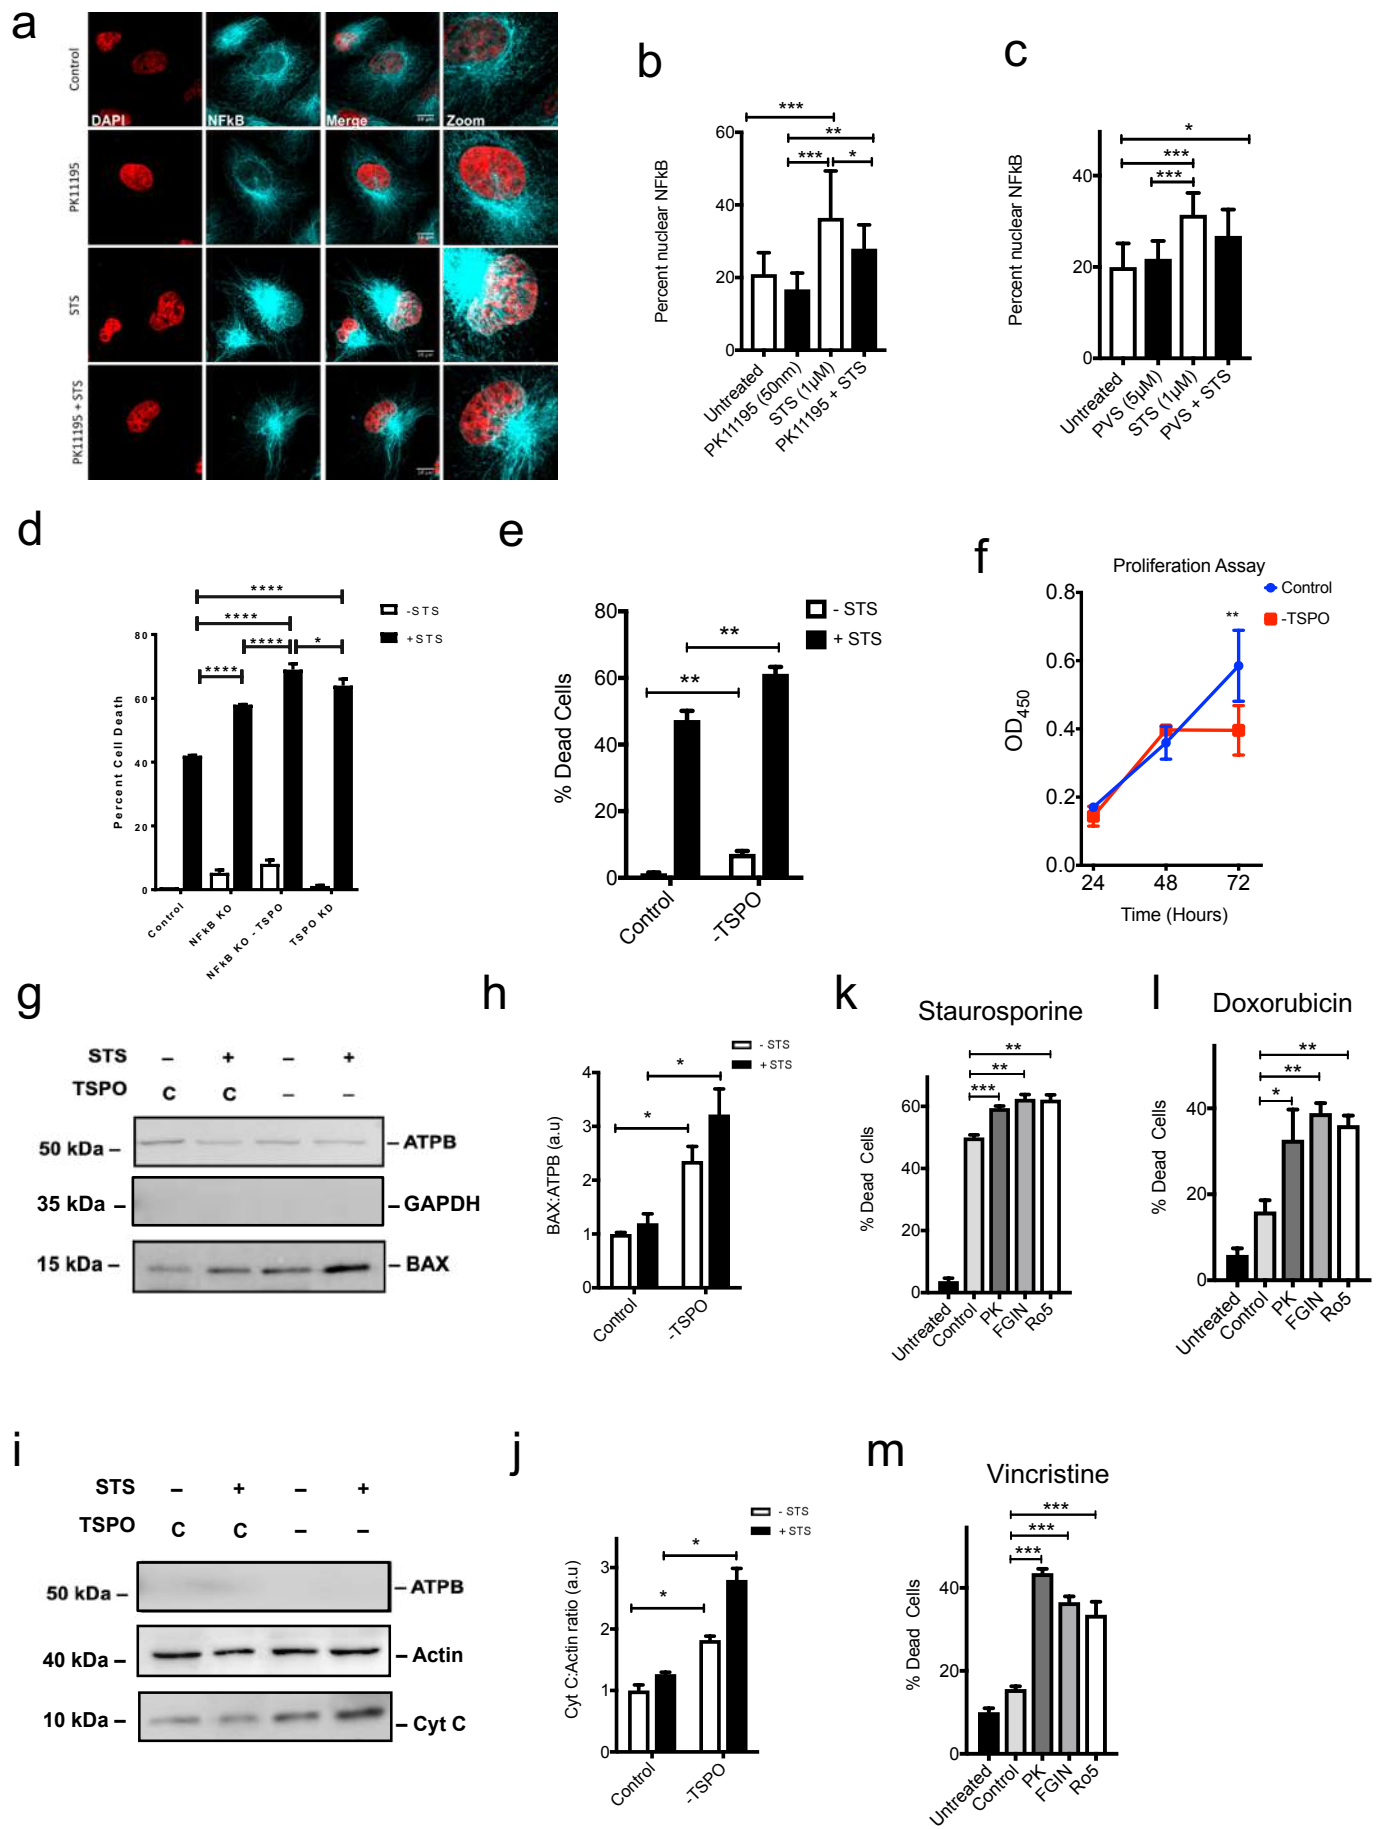 a
Control
DAPI NFkB Merge Zoom
PK11195
STS
PK11195 + STS
b
Percent nuclear NFkB
60
40
20
0
***
**
*** *
Untreated
PK11195 (50nm)
STS (1µM)
PK11195 + STS
c
Percent nuclear NFkB
40
20
0
*
***
***
Untreated
PVS (5µM)
STS (1µM)
PVS + STS
d
Percent Cell Death
80
60
40
20
0
****
****
**** *
****
-STS
+STS
Control
NFkB KO
NFkB KO - TSPO
TSPO KD
e
% Dead Cells
80
60
40
20
0
**
**
- STS
+ STS
Control
-TSPO
f
Proliferation Assay
OD450
0.8
0.6
0.4
0.2
0.0
**
Control
-TSPO
24 48 72
Time (Hours)
g
STS – + – +
TSPO C C – –
50 kDa – – ATPB
35 kDa – – GAPDH
15 kDa – – BAX
h
BAX:ATPB (a.u)
4
3
2
1
0
*
*
- STS
+ STS
Control
-TSPO
k
Staurosporine
% Dead Cells
60
40
20
0
**
**
***
Untreated
Control
PK
FGIN
Ro5
l
Doxorubicin
% Dead Cells
40
20
0
**
**
*
Untreated
Control
PK
FGIN
Ro5
i
STS – + – +
TSPO C C – –
50 kDa – – ATPB
40 kDa – – Actin
10 kDa – – Cyt C
j
Cyt C:Actin ratio (a.u)
3
2
1
0
*
*
- STS
+ STS
Control
-TSPO
m
Vincristine
% Dead Cells
40
20
0
***
***
***
Untreated
Control
PK
FGIN
Ro5